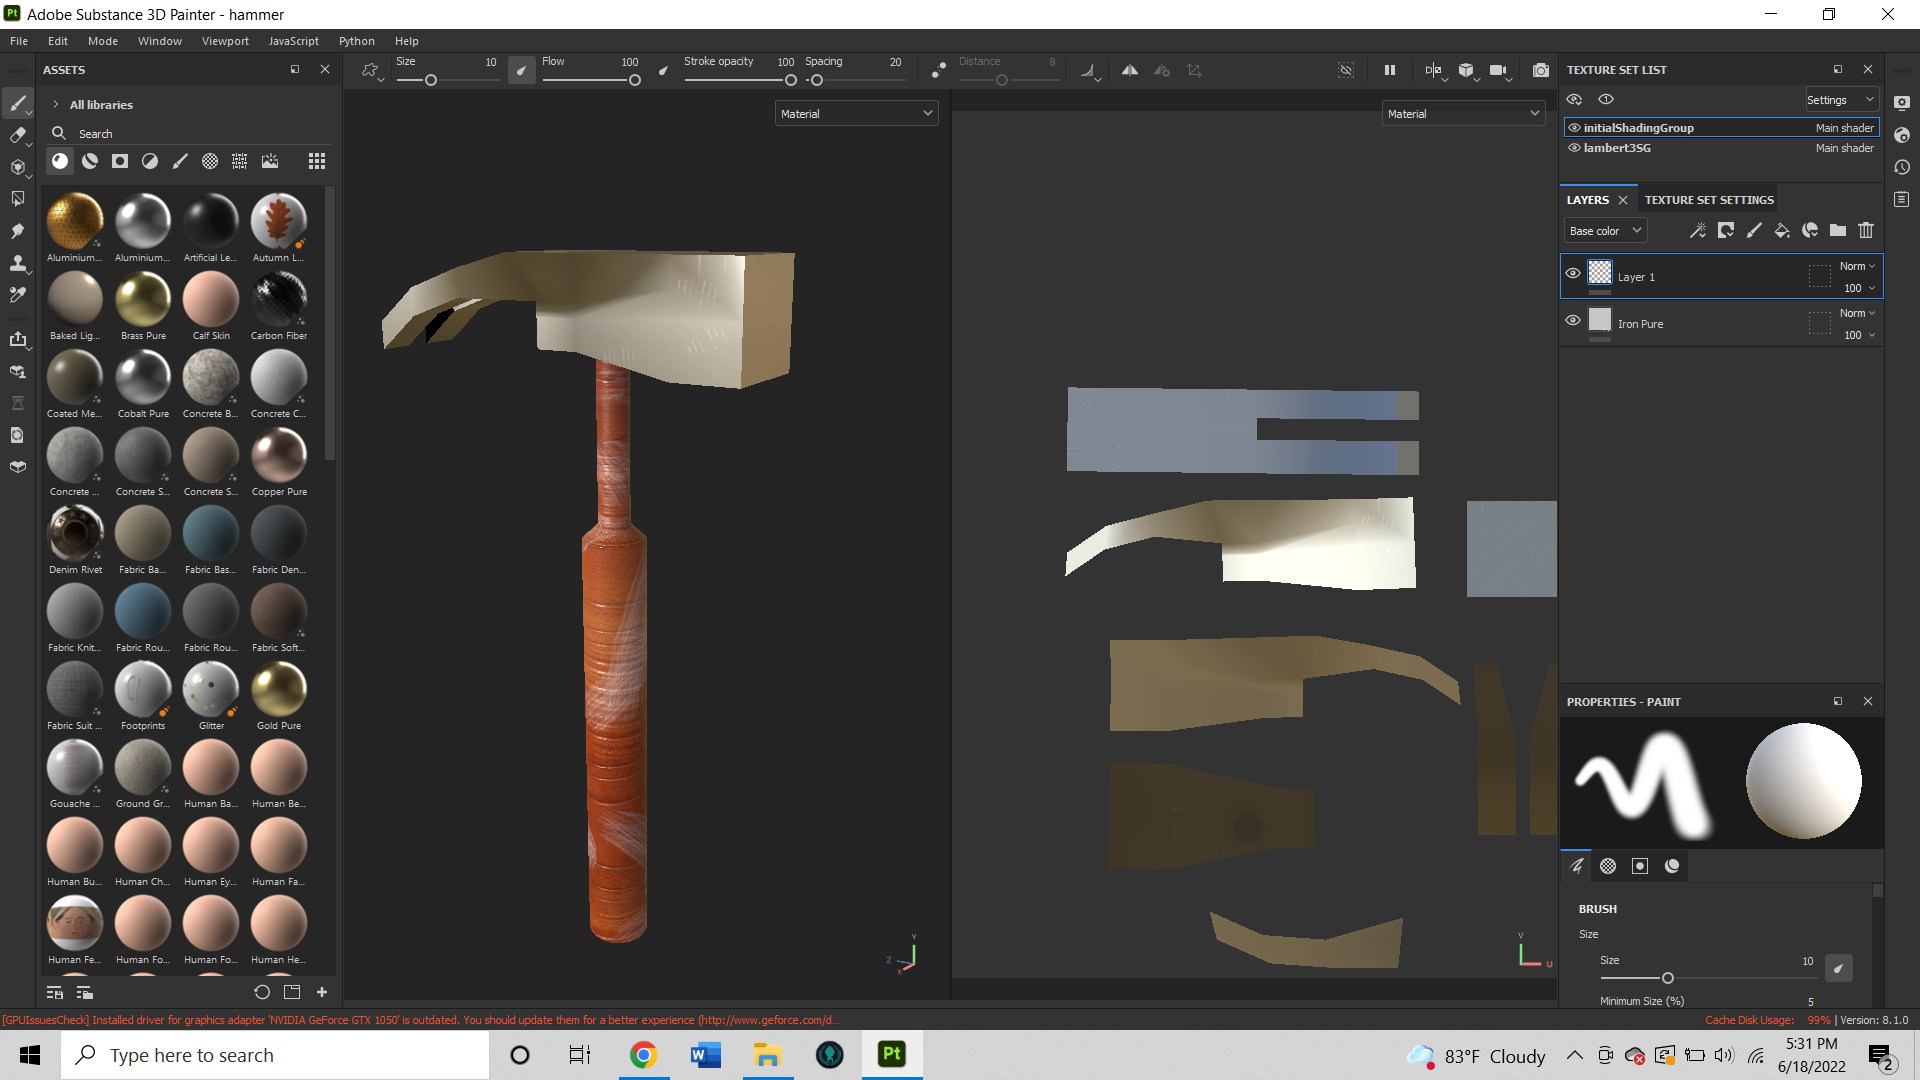 Pt Adobe Substance 3D Painter - hammer
File Edit Mode Window Viewport JavaScript Python Help
ASSETS
All libraries
Search
Aluminium... Aluminium... Artificial Le... Autumn L...
Baked Lig... Brass Pure Calf Skin Carbon Fiber
Coated Me... Cobalt Pure Concrete B... Concrete C...
Concrete ... Concrete S... Concrete S... Copper Pure
Denim Rivet Fabric Ba... Fabric Bas... Fabric Den...
Fabric Knit... Fabric Rou... Fabric Rou... Fabric Soft...
Fabric Suit ... Footprints Glitter Gold Pure
Gouache ... Ground Gr... Human Ba... Human Be...
Human Bu... Human Ch... Human Ey... Human Fa...
Human Fe... Human Fo... Human Fo... Human He...
Size 10 Flow 100 Stroke opacity 100 Spacing 20 Distance 8
Material
Material
Y
Z
X
V
U
TEXTURE SET LIST
Settings
initialShadingGroup Main shader
lambert3SG Main shader
LAYERS TEXTURE SET SETTINGS
Base color
Layer 1 Norm
100
Iron Pure Norm
100
PROPERTIES - PAINT
BRUSH
Size
Size 10
Minimum Size (%) 5
[GPUIssuesCheck] Installed driver for graphics adapter 'NVIDIA GeForce GTX 1050' is outdated. You should update them for a better experience (http://www.geforce.com/d...
Cache Disk Usage: 99% | Version: 8.1.0
Type here to search
W
Pt
83°F Cloudy
5:31 PM
6/18/2022
2